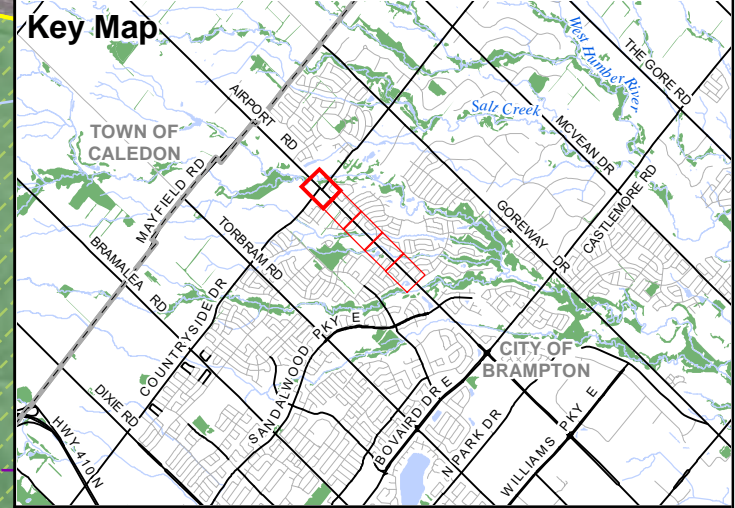 Key Map
AIRPORT RD
TOWN OF
CALEDON
MAYFIELD RD
BRAMALEA RD
TORBRAM RD
COUNTRYSIDE DR
DIXIE RD
HWY 410 N
SANDALWOOD PKY E
BOVAIRD DR E
N PARK DR
WILLIAMS PKY E
CITY OF
BRAMPTON
GOREWAY DR
CASTLEMORE RD
MCVEAN DR
THE GORE RD
West Humber River
Salt Creek